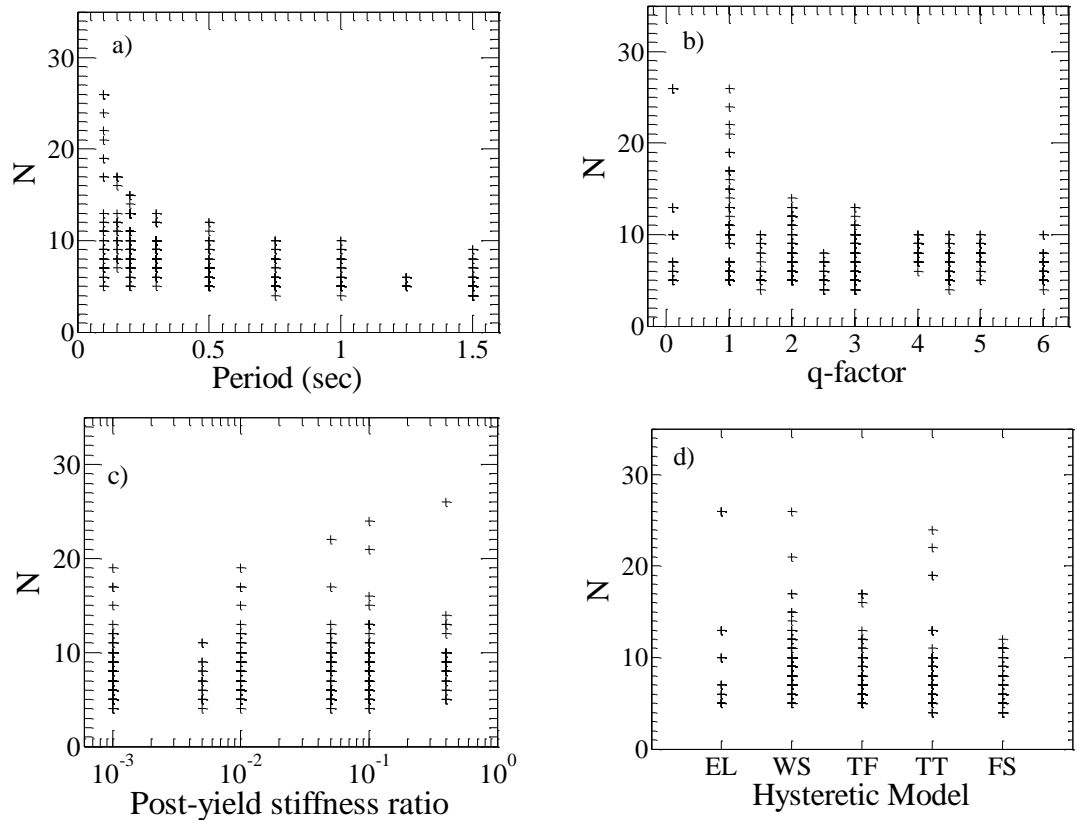 a)
30
20
10
0
N
0 0.5 1 1.5
Period (sec)
b)
30
20
10
0
N
0 1 2 3 4 5 6
q-factor
c)
30
20
10
0
N
10^-3 10^-2 10^-1 10^0
Post-yield stiffness ratio
d)
30
20
10
0
N
EL WS TF TT FS
Hysteretic Model